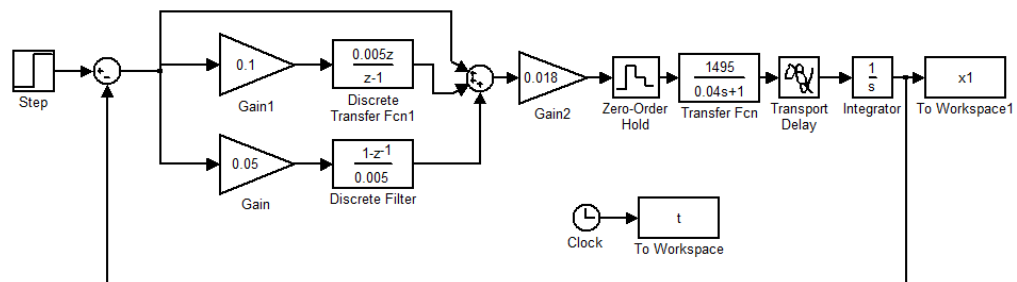 Step
0.1
Gain1
0.005z
z-1
Discrete
Transfer Fcn1
0.05
Gain
1-z-1
0.005
Discrete Filter
0.018
Gain2
Zero-Order
Hold
1495
0.04s+1
Transfer Fcn
Transport
Delay
1
s
Integrator
x1
To Workspace1
Clock
t
To Workspace